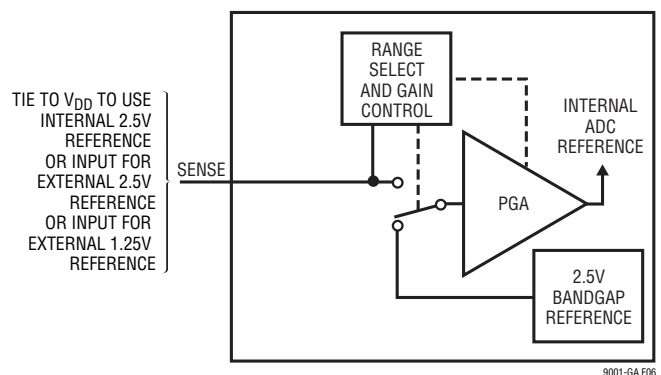 TIE TO VDD TO USE
INTERNAL 2.5V
REFERENCE
OR INPUT FOR
EXTERNAL 2.5V
REFERENCE
OR INPUT FOR
EXTERNAL 1.25V
REFERENCE
SENSE
RANGE
SELECT
AND GAIN
CONTROL
PGA
INTERNAL
ADC
REFERENCE
2.5V
BANDGAP
REFERENCE
9001-GA F06